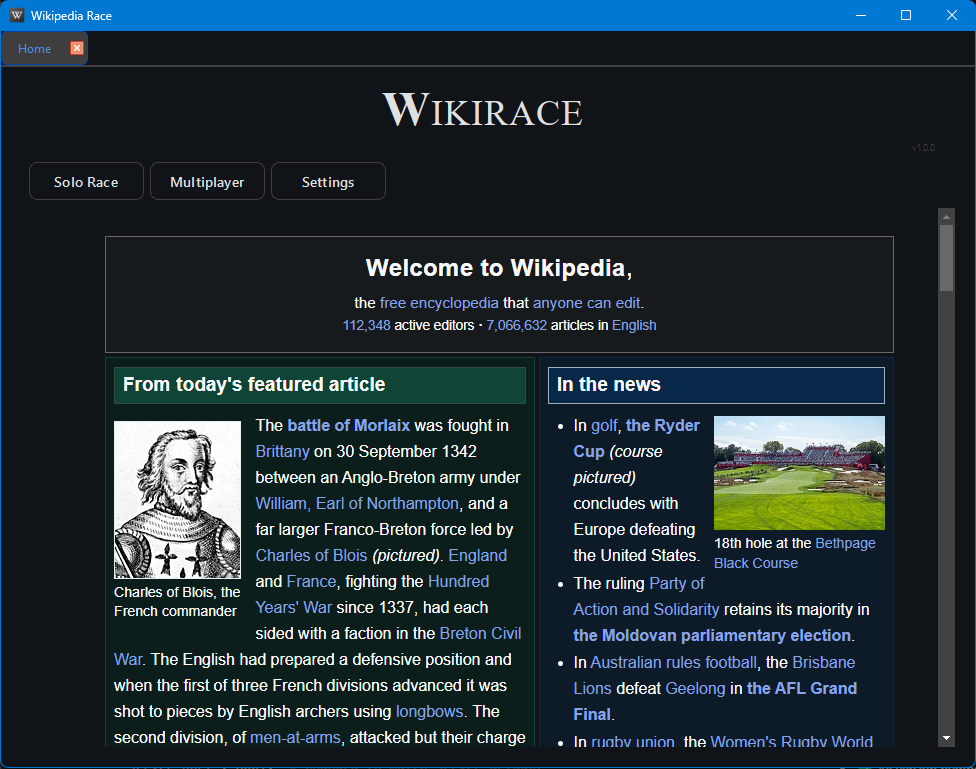 Wikipedia Race
Home
WIKIRACE
v1.0.0
Solo Race
Multiplayer
Settings
Welcome to Wikipedia,
the free encyclopedia that anyone can edit.
112,348 active editors · 7,066,632 articles in English
From today's featured article
The battle of Morlaix was fought in
Brittany on 30 September 1342
between an Anglo-Breton army under
William, Earl of Northampton, and a
far larger Franco-Breton force led by
Charles of Blois (pictured). England
and France, fighting the Hundred
Years' War since 1337, had each
sided with a faction in the Breton Civil
War. The English had prepared a defensive position and
when the first of three French divisions advanced it was
shot to pieces by English archers using longbows. The
second division, of men-at-arms, attacked but their charge
Charles of Blois, the
French commander
In the news
In golf, the Ryder
Cup (course
pictured)
concludes with
Europe defeating
the United States.
18th hole at the Bethpage
Black Course
The ruling Party of
Action and Solidarity retains its majority in
the Moldovan parliamentary election.
In Australian rules football, the Brisbane
Lions defeat Geelong in the AFL Grand
Final.
In rugby union, the Women's Rugby World